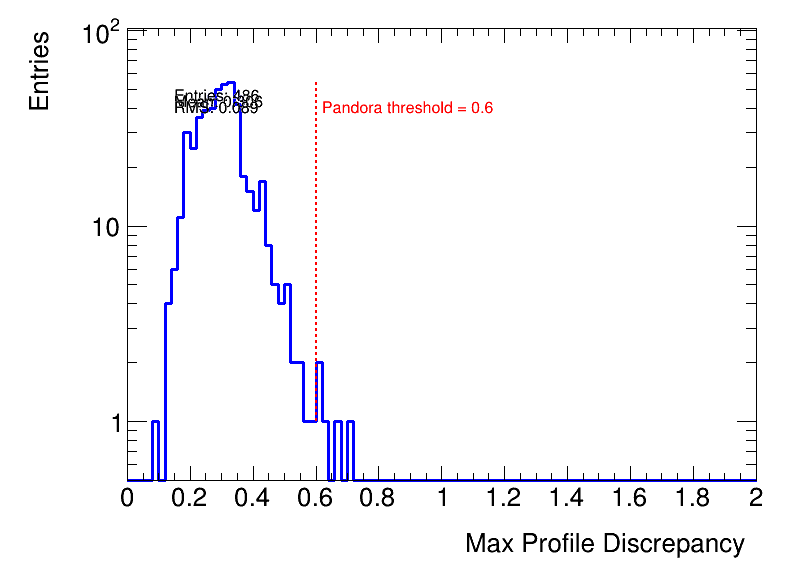 10²
Entries
Entries: 486
Pandora threshold = 0.6
10
1
0 0.2 0.4 0.6 0.8 1 1.2 1.4 1.6 1.8 2
Max Profile Discrepancy